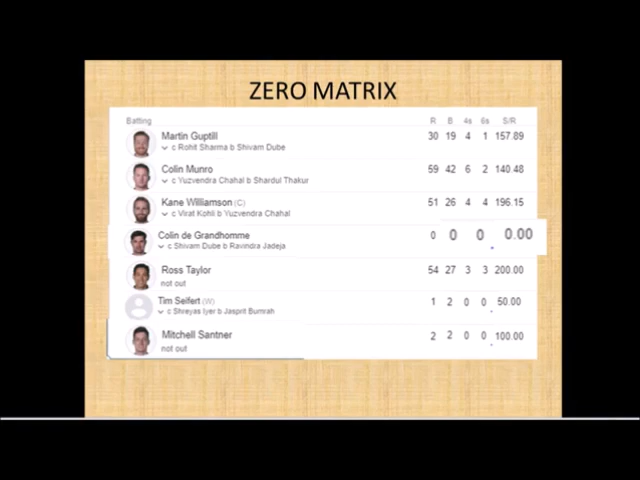 ZERO MATRIX
Batting R B 4s 6s S/R
Martin Guptill 30 19 4 1 157.89
c Rohit Sharma b Shivam Dube
Colin Munro 59 42 6 2 140.48
c Yuzvendra Chahal b Shardul Thakur
Kane Williamson (C) 51 26 4 4 196.15
c Virat Kohli b Yuzvendra Chahal
Colin de Grandhomme 0 0 0 0.00
c Shivam Dube b Ravindra Jadeja
Ross Taylor 54 27 3 3 200.00
not out
Tim Seifert (W) 1 2 0 0 50.00
c Shreyas Iyer b Jasprit Bumrah
Mitchell Santner 2 2 0 0 100.00
not out